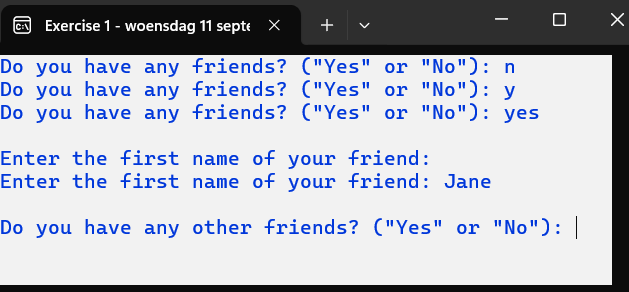 Exercise 1 - woensdag 11 septe
Do you have any friends? ("Yes" or "No"): n
Do you have any friends? ("Yes" or "No"): y
Do you have any friends? ("Yes" or "No"): yes
Enter the first name of your friend:
Enter the first name of your friend: Jane
Do you have any other friends? ("Yes" or "No"):